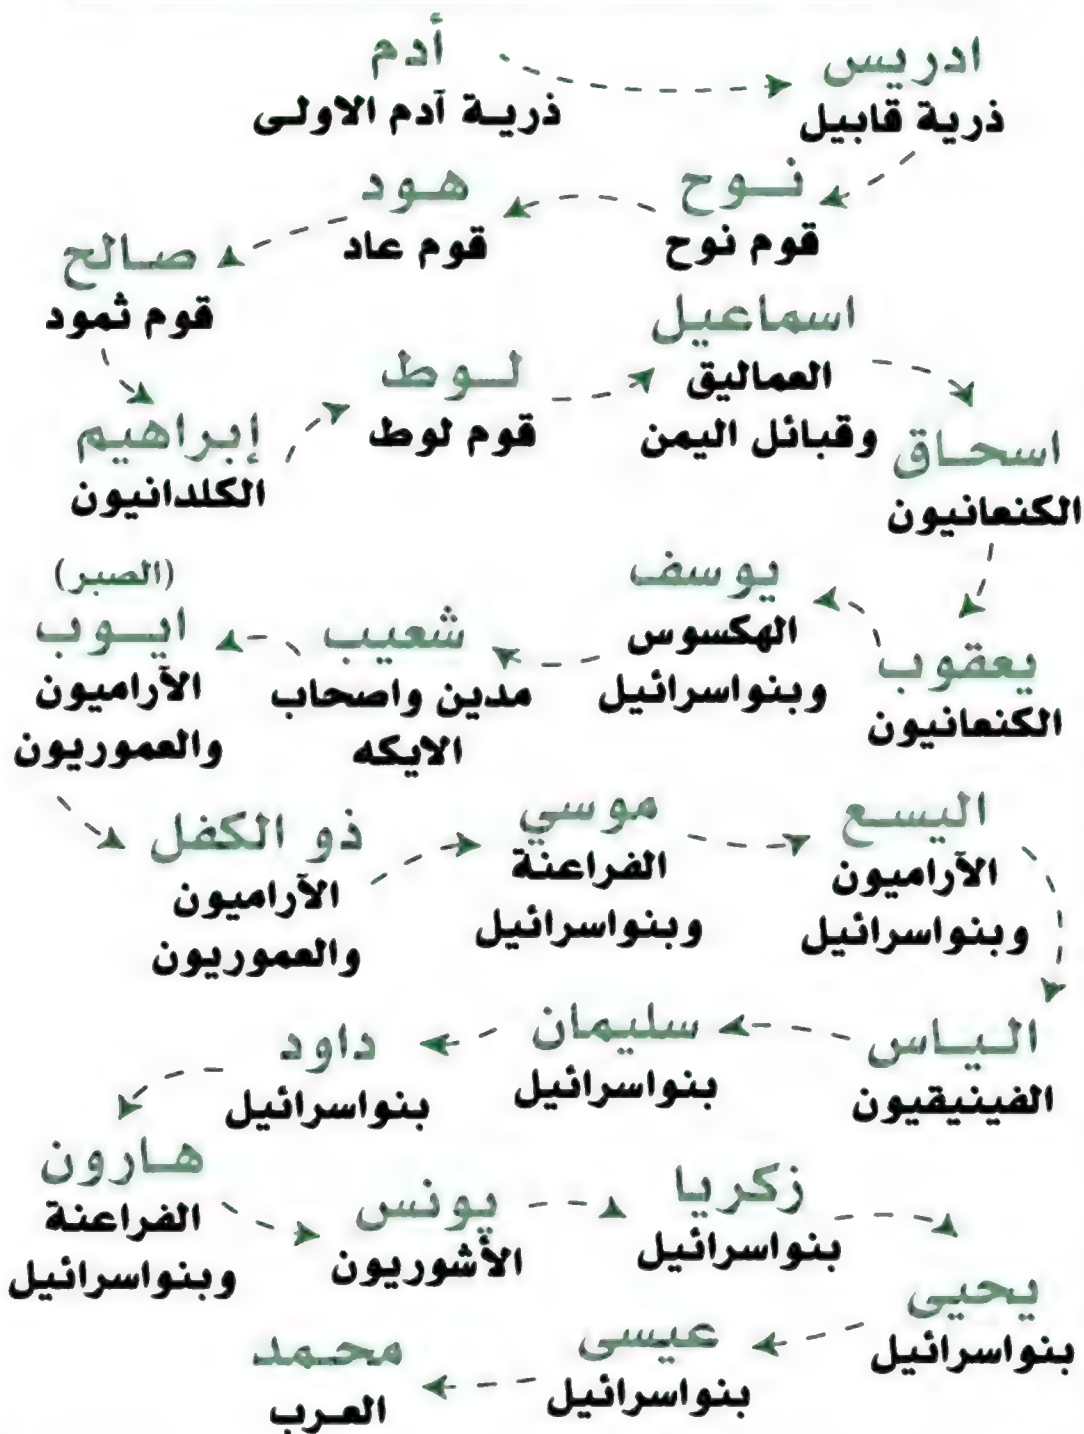 أدم
ذرية آدم الاولى
ادريس
ذرية قابيل
نوح
قوم نوح
هود
قوم عاد
صالح
قوم ثمود
إبراهيم
الكلدانيون
لوط
قوم لوط
اسماعيل
العماليق
وقبائل اليمن
اسحاق
الكنعانيون
يعقوب
الكنعانيون
يوسف
الهكسوس
وبنواسرائيل
شعيب
مدين واصحاب
الايكه
(الصبر)
ايوب
الآراميون
والعموريون
ذو الكفل
الآراميون
والعموريون
موسي
الفراعنة
وبنواسرائيل
اليسع
الآراميون
وبنواسرائيل
الياس
الفينيقيون
سليمان
بنواسرائيل
داود
بنواسرائيل
هارون
الفراعنة
وبنواسرائيل
يونس
الأشوريون
زكريا
بنواسرائيل
يحيى
بنواسرائيل
عيسى
بنواسرائيل
محمد
العرب